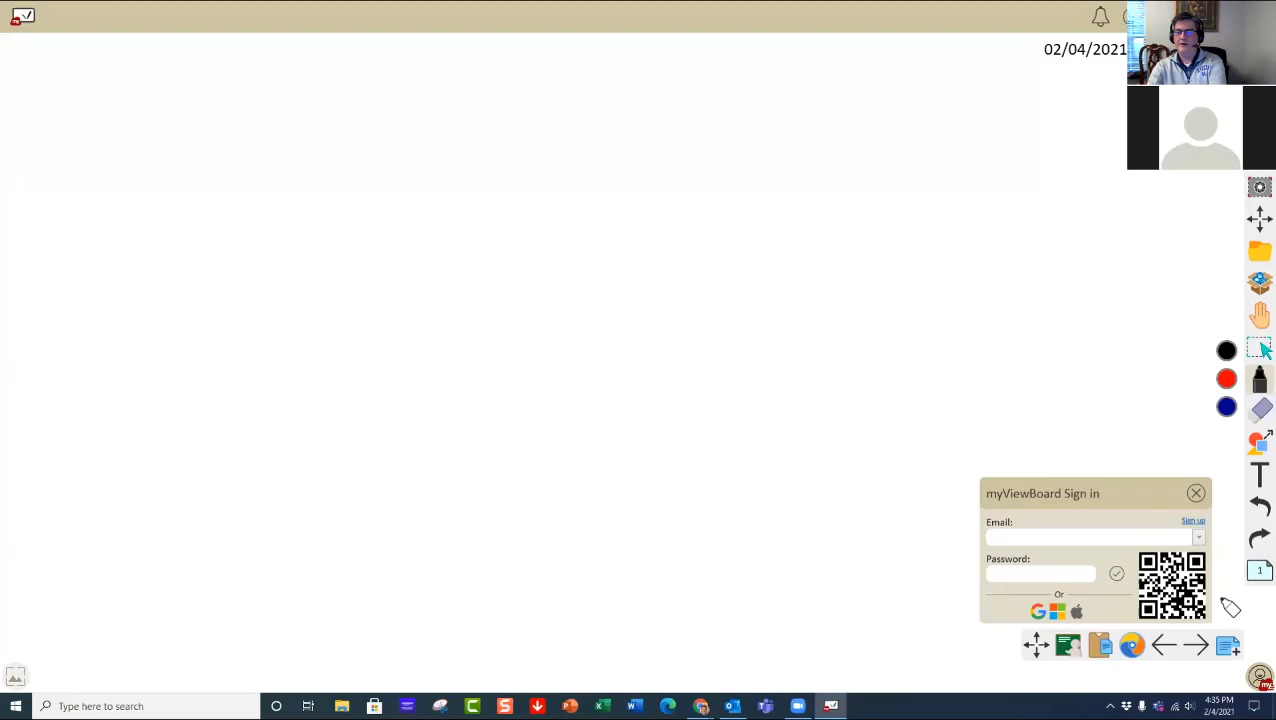 02/04/2021
myViewBoard Sign in
Email:
Sign up
Password:
Or
T
1
Type here to search
4:35 PM
2/4/2021